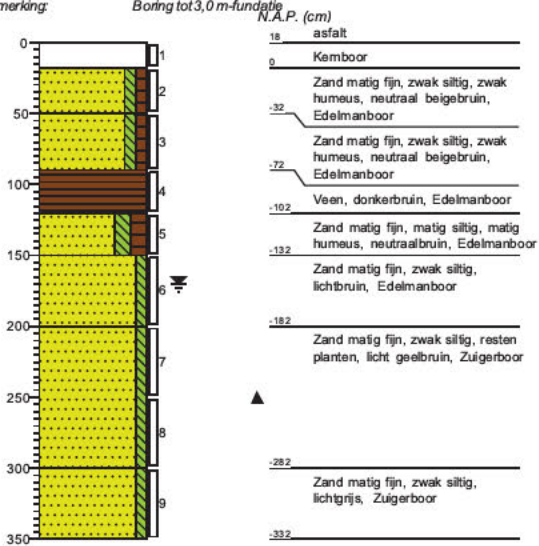 merking:
Boring tot 3,0 m-fundatie
N.A.P. (cm)
0
50
100
150
200
250
300
350
1
2
3
4
5
6
7
8
9
18
asfalt
0
Kernboor
Zand matig fijn, zwak siltig, zwak
humeus, neutraal beigebruin,
Edelmanboor
-32
Zand matig fijn, zwak siltig, zwak
humeus, neutraal beigebruin,
Edelmanboor
-72
Veen, donkerbruin, Edelmanboor
-102
Zand matig fijn, matig siltig, matig
humeus, neutraalbruin, Edelmanboor
-132
Zand matig fijn, zwak siltig,
lichtbruin, Edelmanboor
-182
Zand matig fijn, zwak siltig, resten
planten, licht geelbruin, Zuigerboor
-282
Zand matig fijn, zwak siltig,
lichtgrijs, Zuigerboor
-332